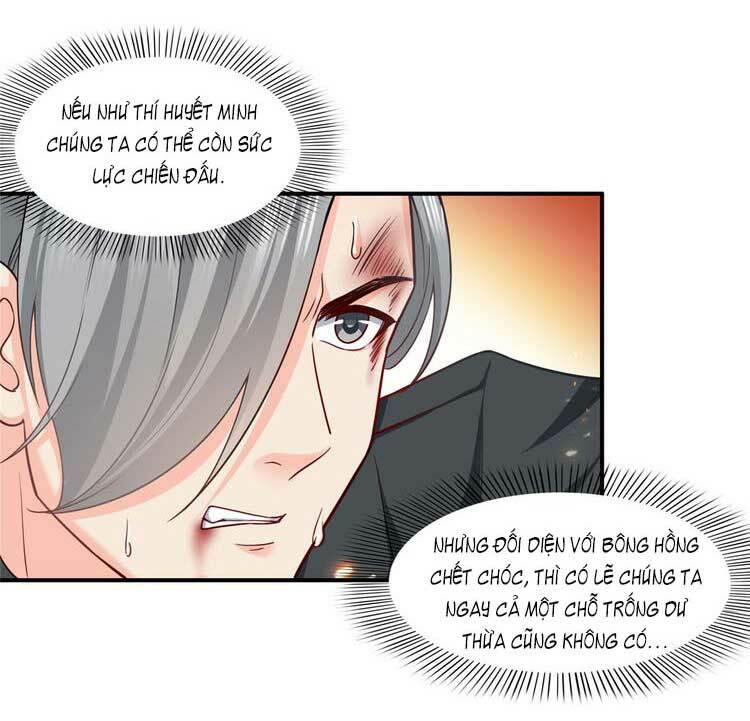 NẾU NHƯ THÍ HUYẾT MINH
CHÚNG TA CÓ THỂ CÒN SỨC
LỰC CHIẾN ĐẤU.
NHƯNG ĐỐI DIỆN VỚI BÔNG HỒNG
CHẾT CHÓC, THÌ CÓ LẼ CHÚNG TA
NGAY CẢ MỘT CHỖ TRỐNG DƯ
THỪA CŨNG KHÔNG CÓ...